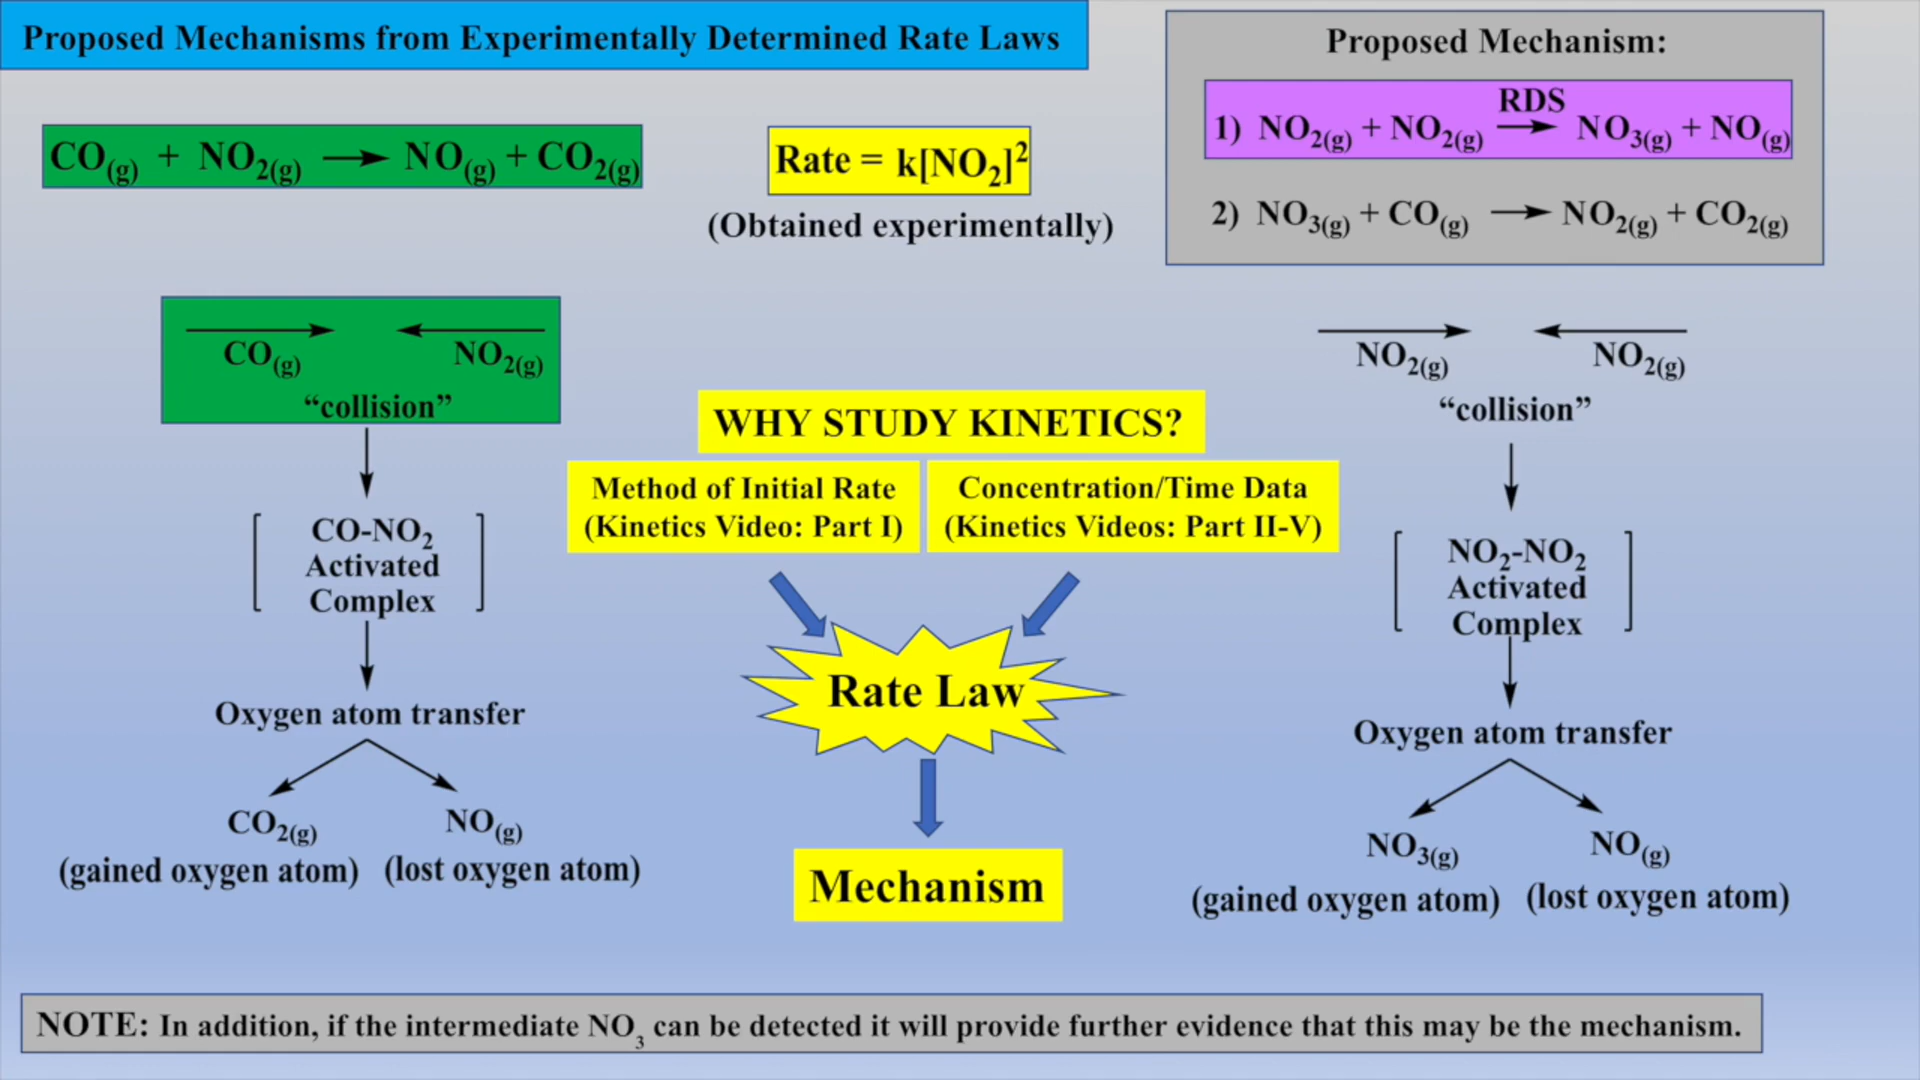 Proposed Mechanisms from Experimentally Determined Rate Laws
CO(g) + NO2(g) → NO(g) + CO2(g)
Rate = k[NO2]²
(Obtained experimentally)
Proposed Mechanism:
RDS
1) NO2(g) + NO2(g) → NO3(g) + NO(g)
2) NO3(g) + CO(g) → NO2(g) + CO2(g)
CO(g) NO2(g)
“collision”
CO-NO2
Activated
Complex
Oxygen atom transfer
CO2(g) NO(g)
(gained oxygen atom) (lost oxygen atom)
WHY STUDY KINETICS?
Method of Initial Rate
(Kinetics Video: Part I)
Concentration/Time Data
(Kinetics Videos: Part II-V)
Rate Law
Mechanism
NO2(g) NO2(g)
“collision”
NO2-NO2
Activated
Complex
Oxygen atom transfer
NO3(g) NO(g)
(gained oxygen atom) (lost oxygen atom)
NOTE: In addition, if the intermediate NO3 can be detected it will provide further evidence that this may be the mechanism.